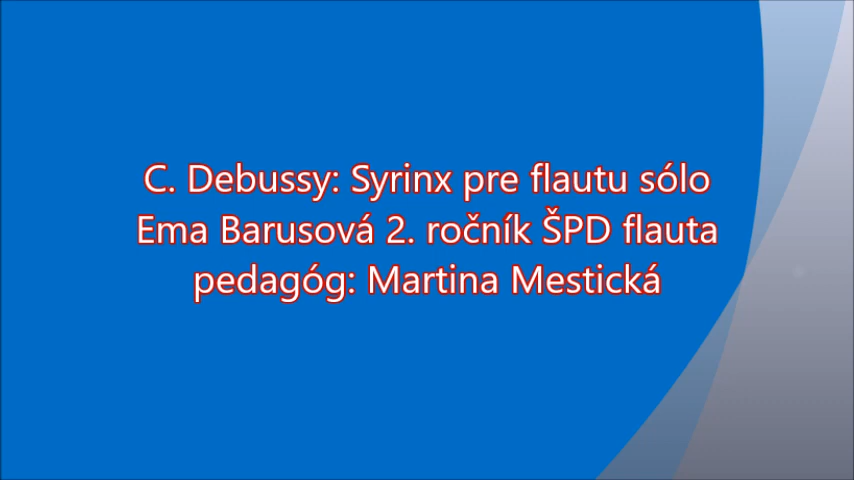 C. Debussy: Syrinx pre flautu sólo
Ema Barusová 2. ročník ŠPD flauta
pedagóg: Martina Mestická